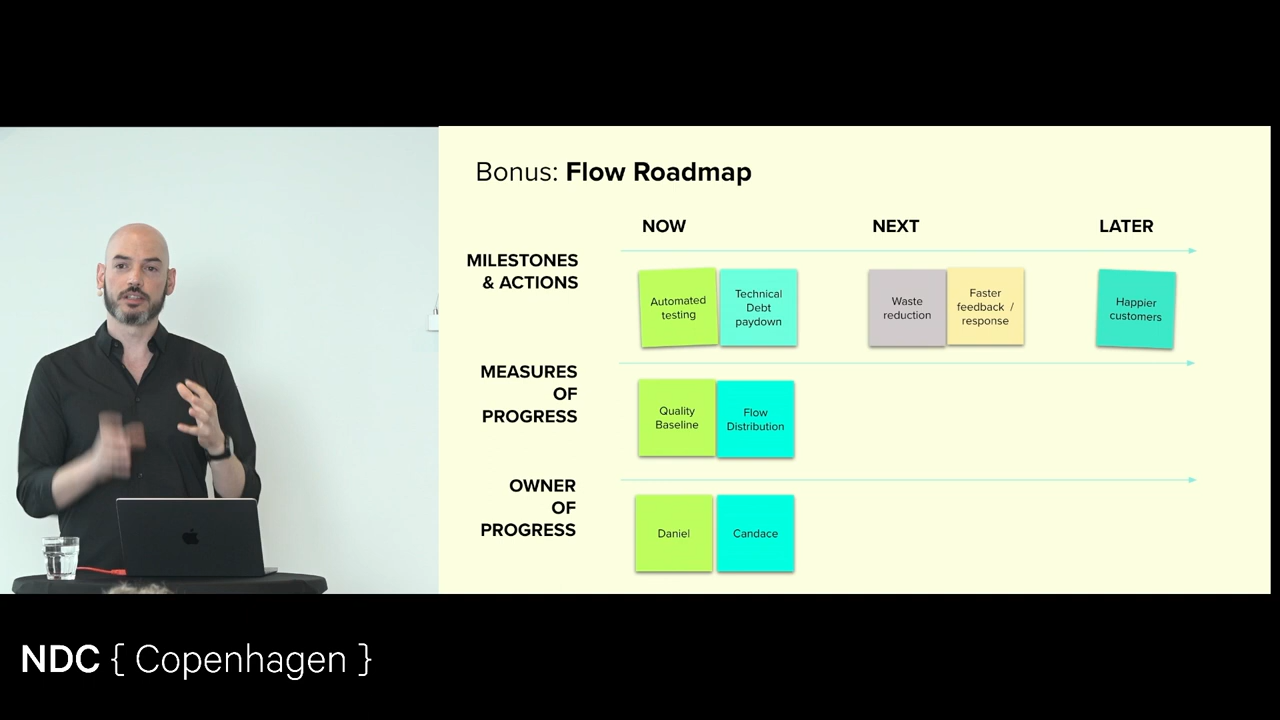 Bonus: Flow Roadmap
NOW
NEXT
LATER
MILESTONES
& ACTIONS
Automated
testing
Technical
Debt
paydown
Waste
reduction
Faster
feedback /
response
Happier
customers
MEASURES
OF
PROGRESS
Quality
Baseline
Flow
Distribution
OWNER
OF
PROGRESS
Daniel
Candace
NDC { Copenhagen }